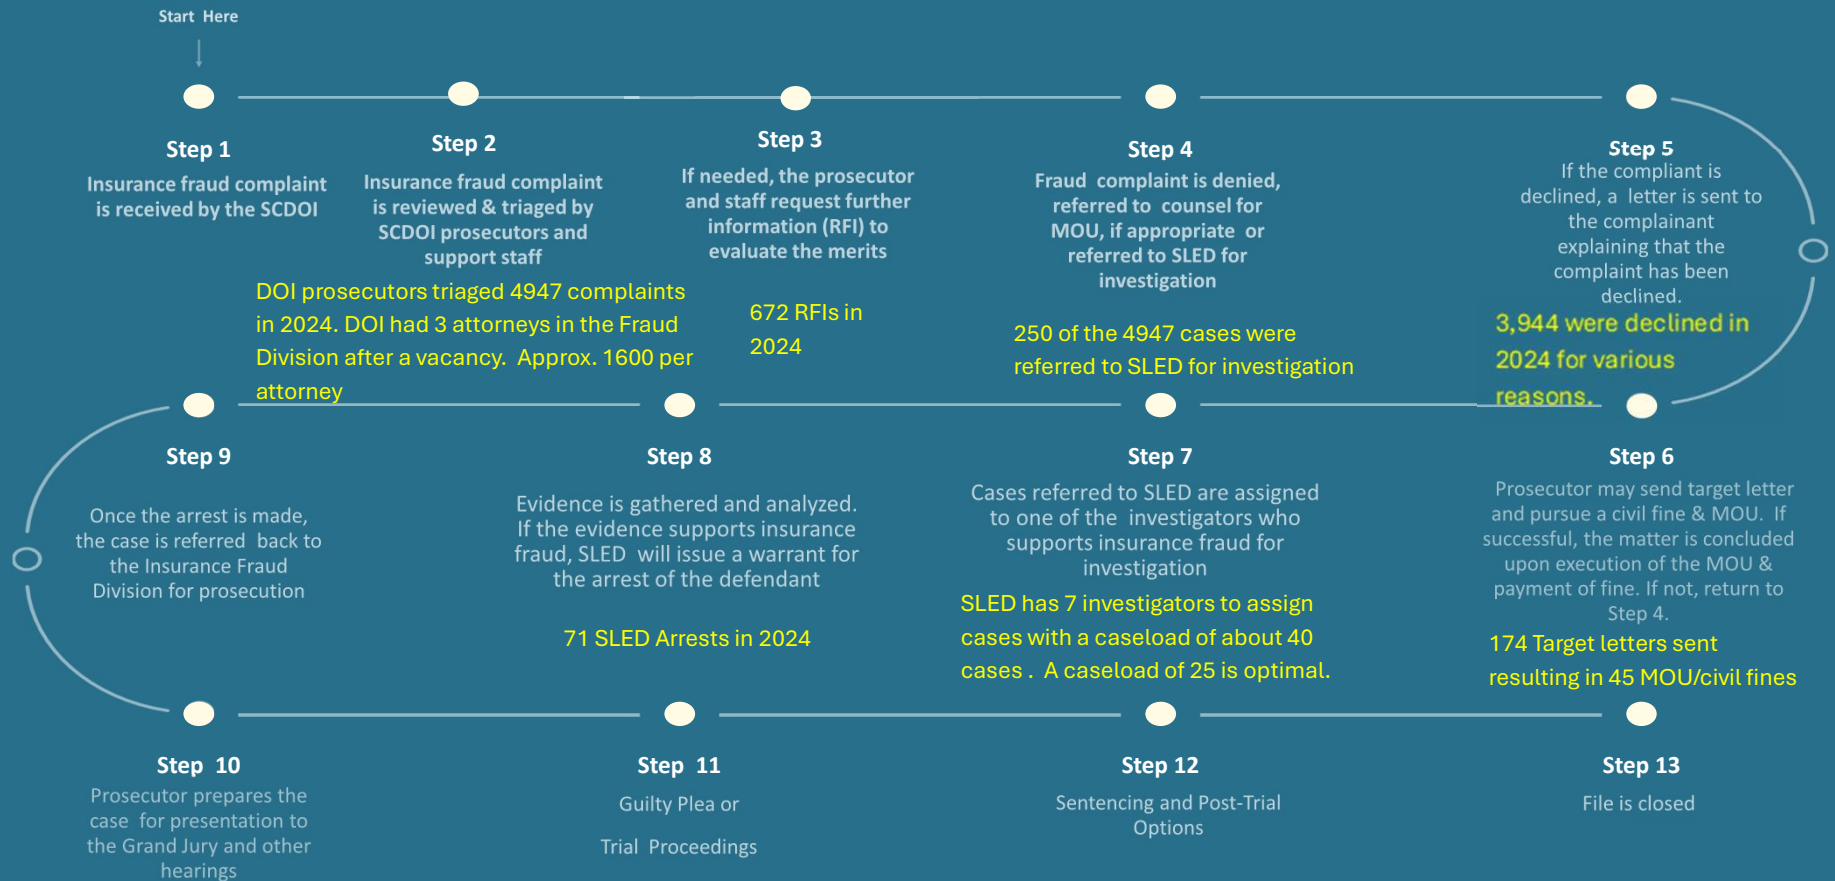 Start Here
Step 1
Insurance fraud complaint
is received by the SCDOI
Step 2
Insurance fraud complaint
is reviewed & triaged by
SCDOI prosecutors and
support staff
DOI prosecutors triaged 4947 complaints
in 2024. DOI had 3 attorneys in the Fraud
Division after a vacancy. Approx. 1600 per
attorney
Step 3
If needed, the prosecutor
and staff request further
information (RFI) to
evaluate the merits
672 RFIs in
2024
Step 4
Fraud complaint is denied,
referred to counsel for
MOU, if appropriate or
referred to SLED for
investigation
250 of the 4947 cases were
referred to SLED for investigation
Step 5
If the compliant is
declined, a letter is sent to
the complainant
explaining that the
complaint has been
declined.
3,944 were declined in
2024 for various
reasons.
Step 6
Prosecutor may send target letter
and pursue a civil fine & MOU. If
successful, the matter is concluded
upon execution of the MOU &
payment of fine. If not, return to
Step 4.
174 Target letters sent
resulting in 45 MOU/civil fines
Step 7
Cases referred to SLED are assigned
to one of the investigators who
supports insurance fraud for
investigation
SLED has 7 investigators to assign
cases with a caseload of about 40
cases . A caseload of 25 is optimal.
Step 8
Evidence is gathered and analyzed.
If the evidence supports insurance
fraud, SLED will issue a warrant for
the arrest of the defendant
71 SLED Arrests in 2024
Step 9
Once the arrest is made,
the case is referred back to
the Insurance Fraud
Division for prosecution
Step 10
Prosecutor prepares the
case for presentation to
the Grand Jury and other
hearings
Step 11
Guilty Plea or
Trial Proceedings
Step 12
Sentencing and Post-Trial
Options
Step 13
File is closed